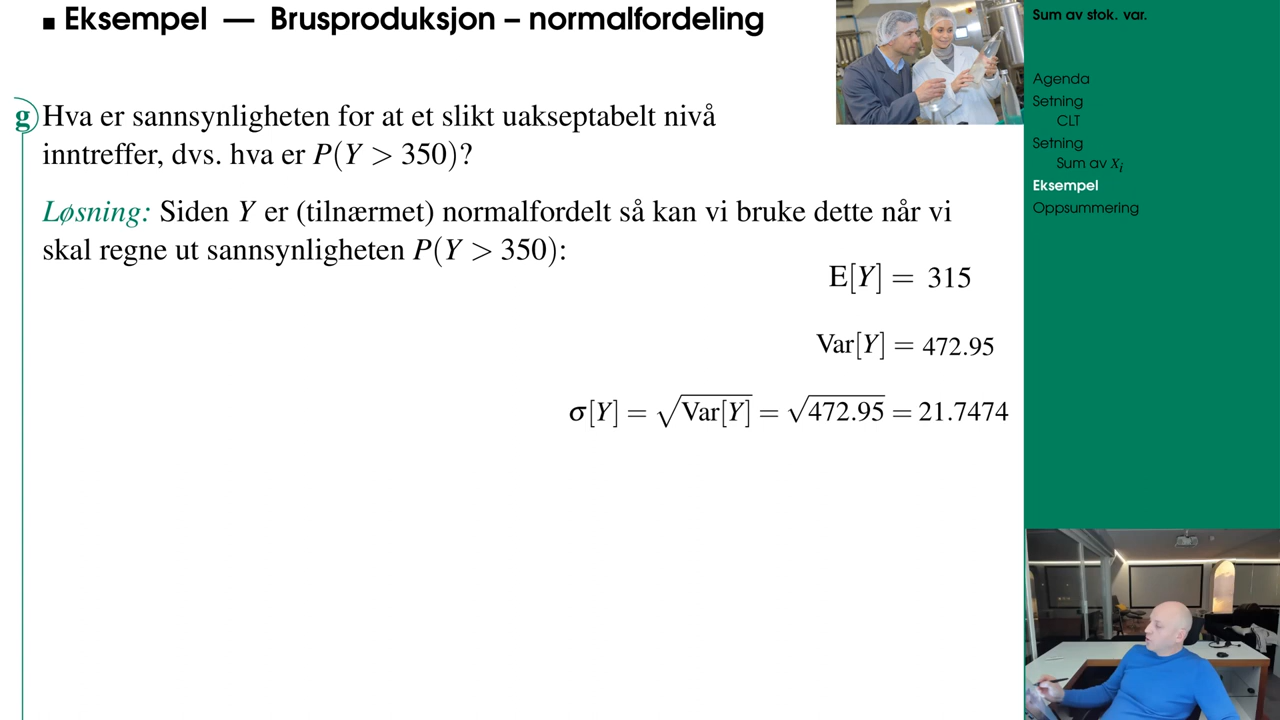 Eksempel — Brusproduksjon – normalfordeling
g Hva er sannsynligheten for at et slikt uakseptabelt nivå
inntreffer, dvs. hva er P(Y > 350)?
Løsning: Siden Y er (tilnærmet) normalfordelt så kan vi bruke dette når vi
skal regne ut sannsynligheten P(Y > 350):
E[Y] = 315
Var[Y] = 472.95
σ[Y] = √Var[Y] = √472.95 = 21.7474
Sum av stok. var.
Agenda
Setning
CLT
Setning
Sum av Xᵢ
Eksempel
Oppsummering